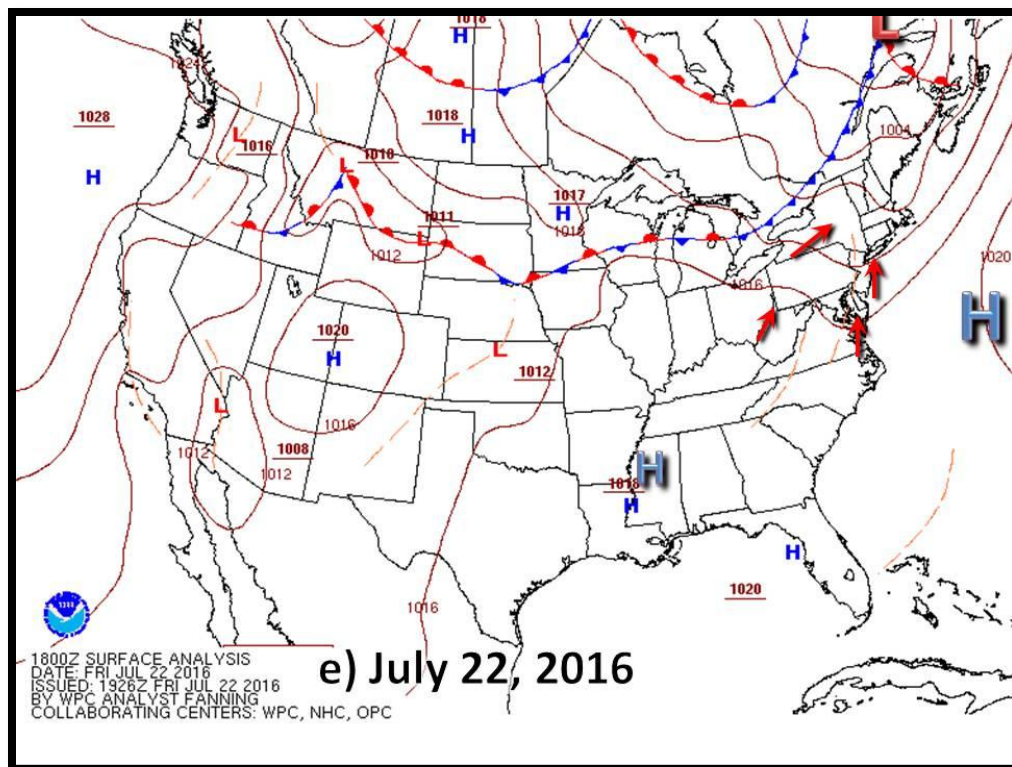 1018
L
H
1024
1028
1018
H
1004
L
1016
L
1010
H
1017
H
1018
1011
L
1012
1020
H
1020
H
1016
L
1012
H
L
1016
1012
1008
1012
H
1018
H
H
1020
1016
1800Z SURFACE ANALYSIS
DATE: FRI JUL 22 2016
ISSUED: 1926Z FRI JUL 22 2016
BY WPC ANALYST FANNING
COLLABORATING CENTERS: WPC, NHC, OPC
e) July 22, 2016